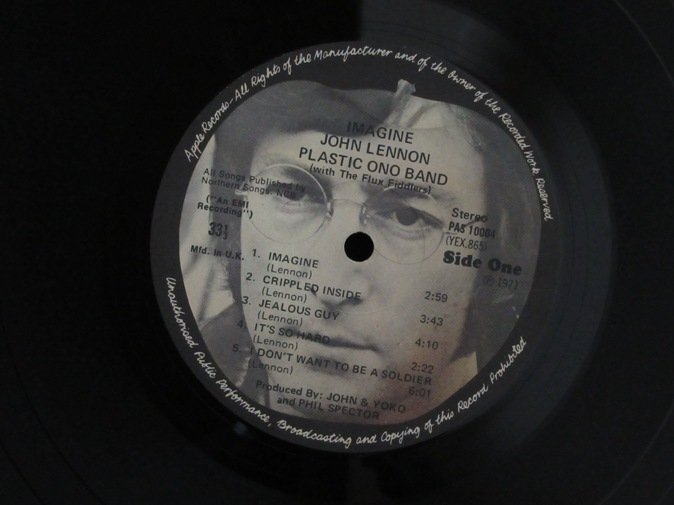 Apple Records-All Rights of the Manufacturer and of the Owner of the Recorded Work Reserved
IMAGINE
JOHN LENNON
PLASTIC ONO BAND
(with The Flux Fiddlers)
All Songs Published by
Northern Songs. NCB
("An EMI
Recording")
33⅓
Mfd. in U.K.
Stereo
PAS 10004
(YEX.865)
Side One
℗ 1971
1. IMAGINE
(Lennon) 2:59
2. CRIPPLED INSIDE
(Lennon) 3:43
3. JEALOUS GUY
(Lennon) 4:10
4. IT'S SO HARD
(Lennon) 2:22
5. I DON'T WANT TO BE A SOLDIER
(Lennon) 6:01
Produced By: JOHN & YOKO
and PHIL SPECTOR
Unauthorised Public Performance, Broadcasting and Copying of this Record Prohibited